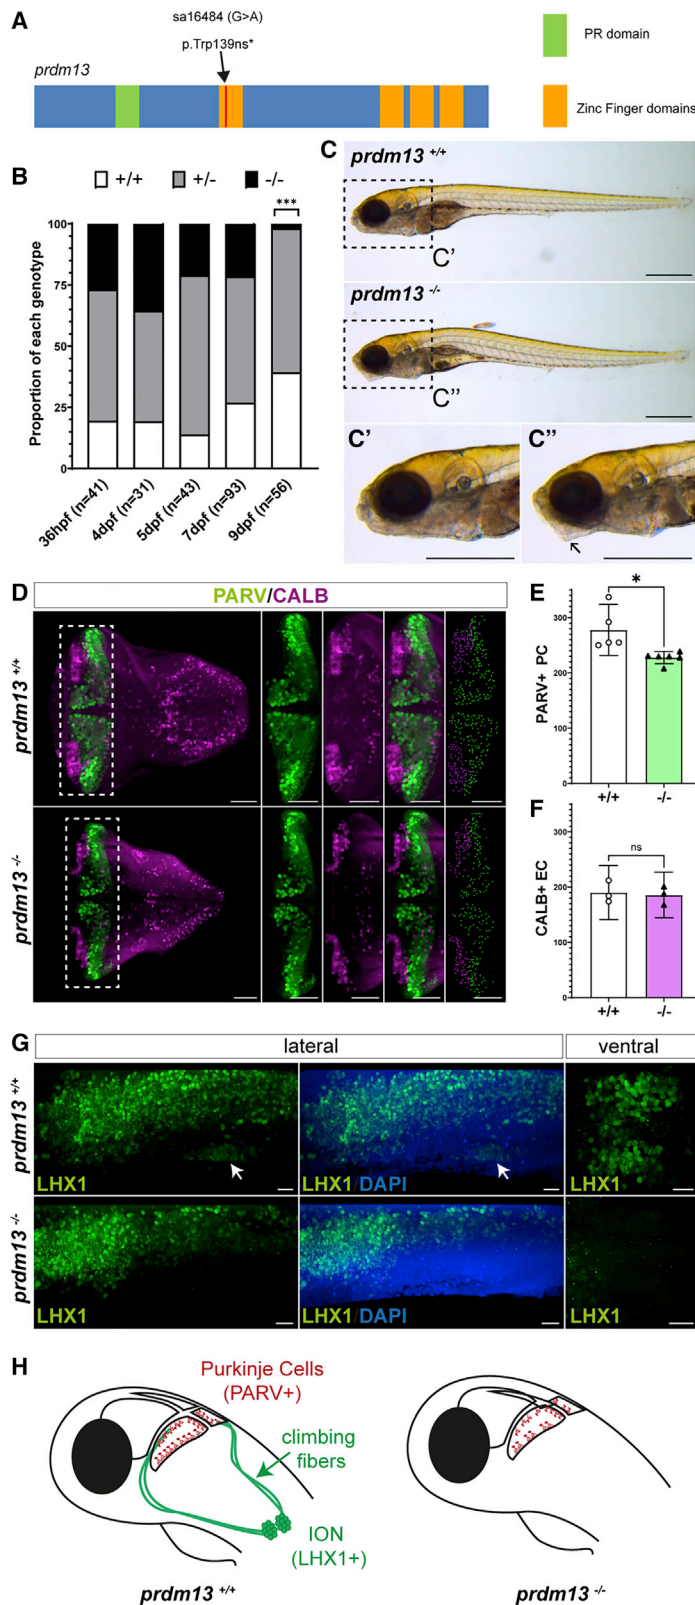 A
sa16484 (G>A)
p.Trp139ns*
prdm13
PR domain
Zinc Finger domains
B
+/+
+/-
-/-
***
Proportion of each genotype
100
75
50
25
0
36hpf (n=41)
4dpf (n=31)
5dpf (n=43)
7dpf (n=93)
9dpf (n=56)
C
prdm13 +/+
C'
prdm13 -/-
C''
C'
C''
D
PARV/CALB
prdm13 +/+
prdm13 -/-
E
*
PARV+ PC
300
200
100
0
+/+
-/-
F
ns
CALB+ EC
300
200
100
0
+/+
-/-
G
lateral
ventral
prdm13 +/+
LHX1
LHX1/DAPI
LHX1
prdm13 -/-
LHX1
LHX1/DAPI
LHX1
H
Purkinje Cells
(PARV+)
climbing
fibers
ION
(LHX1+)
prdm13 +/+
prdm13 -/-